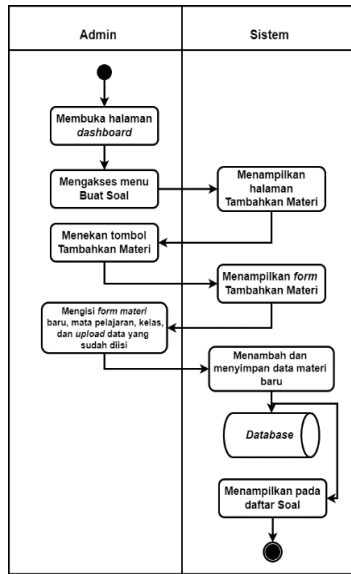 Admin
Sistem
Membuka halaman
dashboard
Mengakses menu
Buat Soal
Menampilkan
halaman
Tambahkan Materi
Menekan tombol
Tambahkan Materi
Menampilkan form
Tambahkan Materi
Mengisi form materi
baru, mata pelajaran, kelas,
dan upload data yang
sudah diisi
Menambah dan
menyimpan data materi
baru
Database
Menampilkan pada
daftar Soal